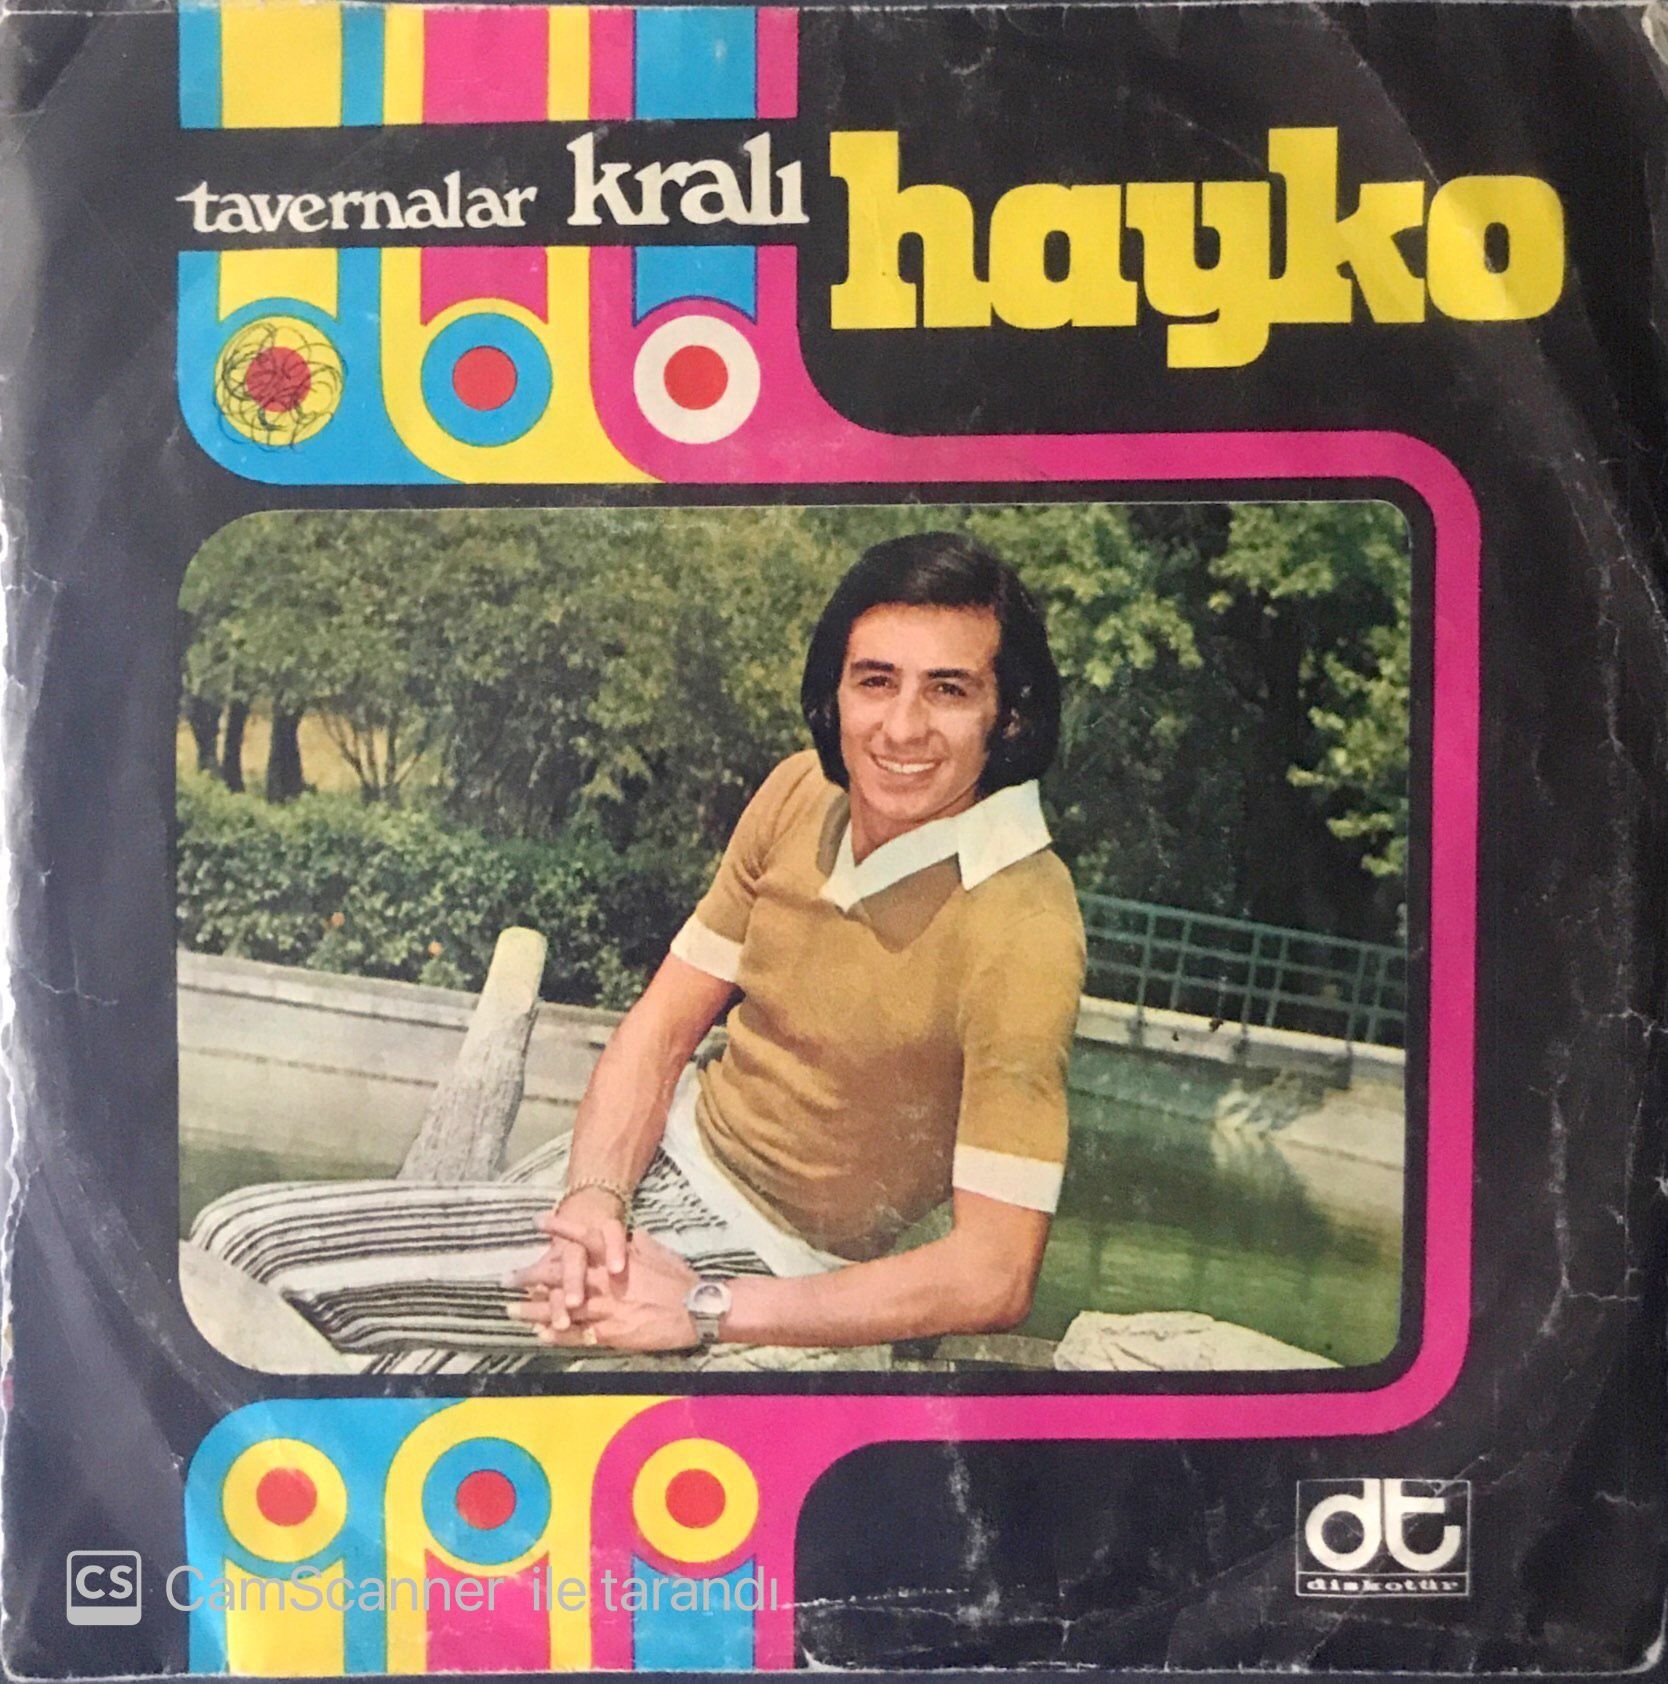 tavernalar kralı hayko
dt
diskotür
CS CamScanner ile tarandı